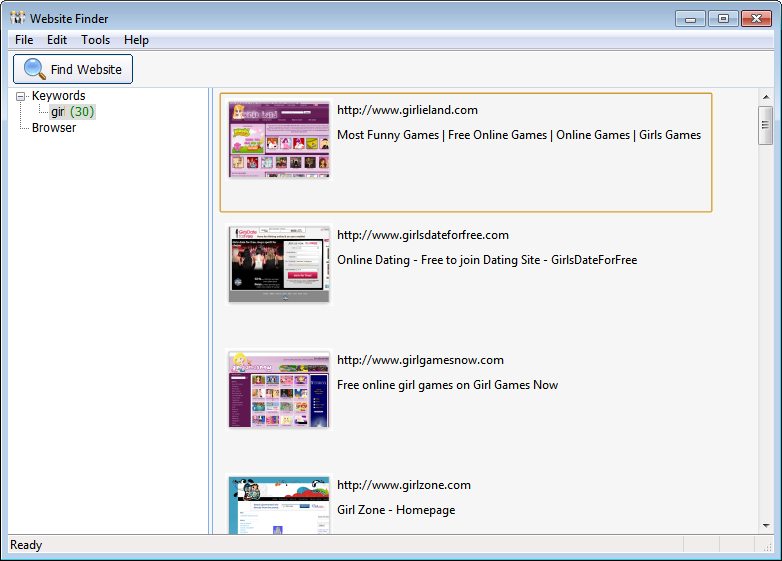 Website Finder
File Edit Tools Help
Find Website
Keywords
girl (30)
Browser
http://www.girlieland.com
Most Funny Games | Free Online Games | Online Games | Girls Games
http://www.girlsdateforfree.com
Online Dating - Free to join Dating Site - GirlsDateForFree
http://www.girlgamesnow.com
Free online girl games on Girl Games Now
http://www.girlzone.com
Girl Zone - Homepage
Ready